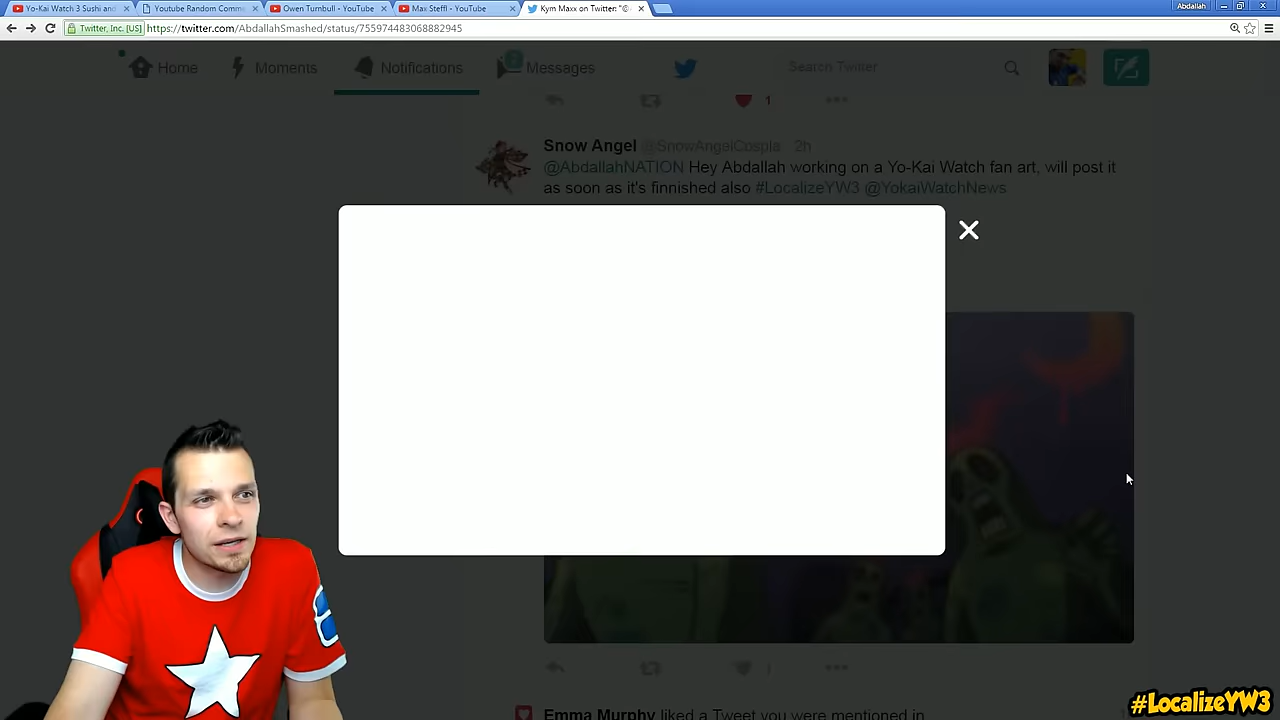 Yo-Kai Watch 3 Sushi and
Youtube Random Comme
Owen Turnbull - YouTube
Max Steffl - YouTube
Kym Maxx on Twitter: "@
Abdallah
Twitter, Inc. [US]
https://twitter.com/AbdallahSmashed/status/755974483068882945
Home
Moments
Notifications
Messages
Search Twitter
1
Snow Angel @SnowAngelCospla 2h
@AbdallahNATION Hey Abdallah working on a Yo-Kai Watch fan art, will post it
as soon as it's finnished also #LocalizeYW3 @YokaiWatchNews
1
Emma Murphy liked a Tweet you were mentioned in
#LocalizeYW3